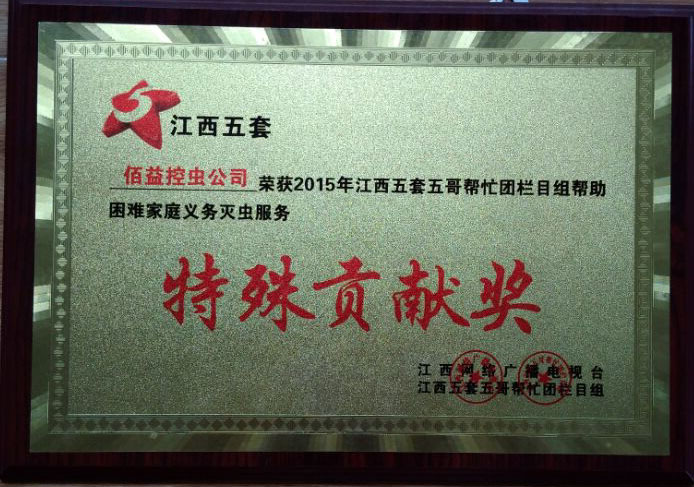 江西五套
佰益控虫公司 荣获2015年江西五套五哥帮忙团栏目组帮助
困难家庭义务灭虫服务
特殊贡献奖
江西网络广播电视台
江西五套五哥帮忙团栏目组